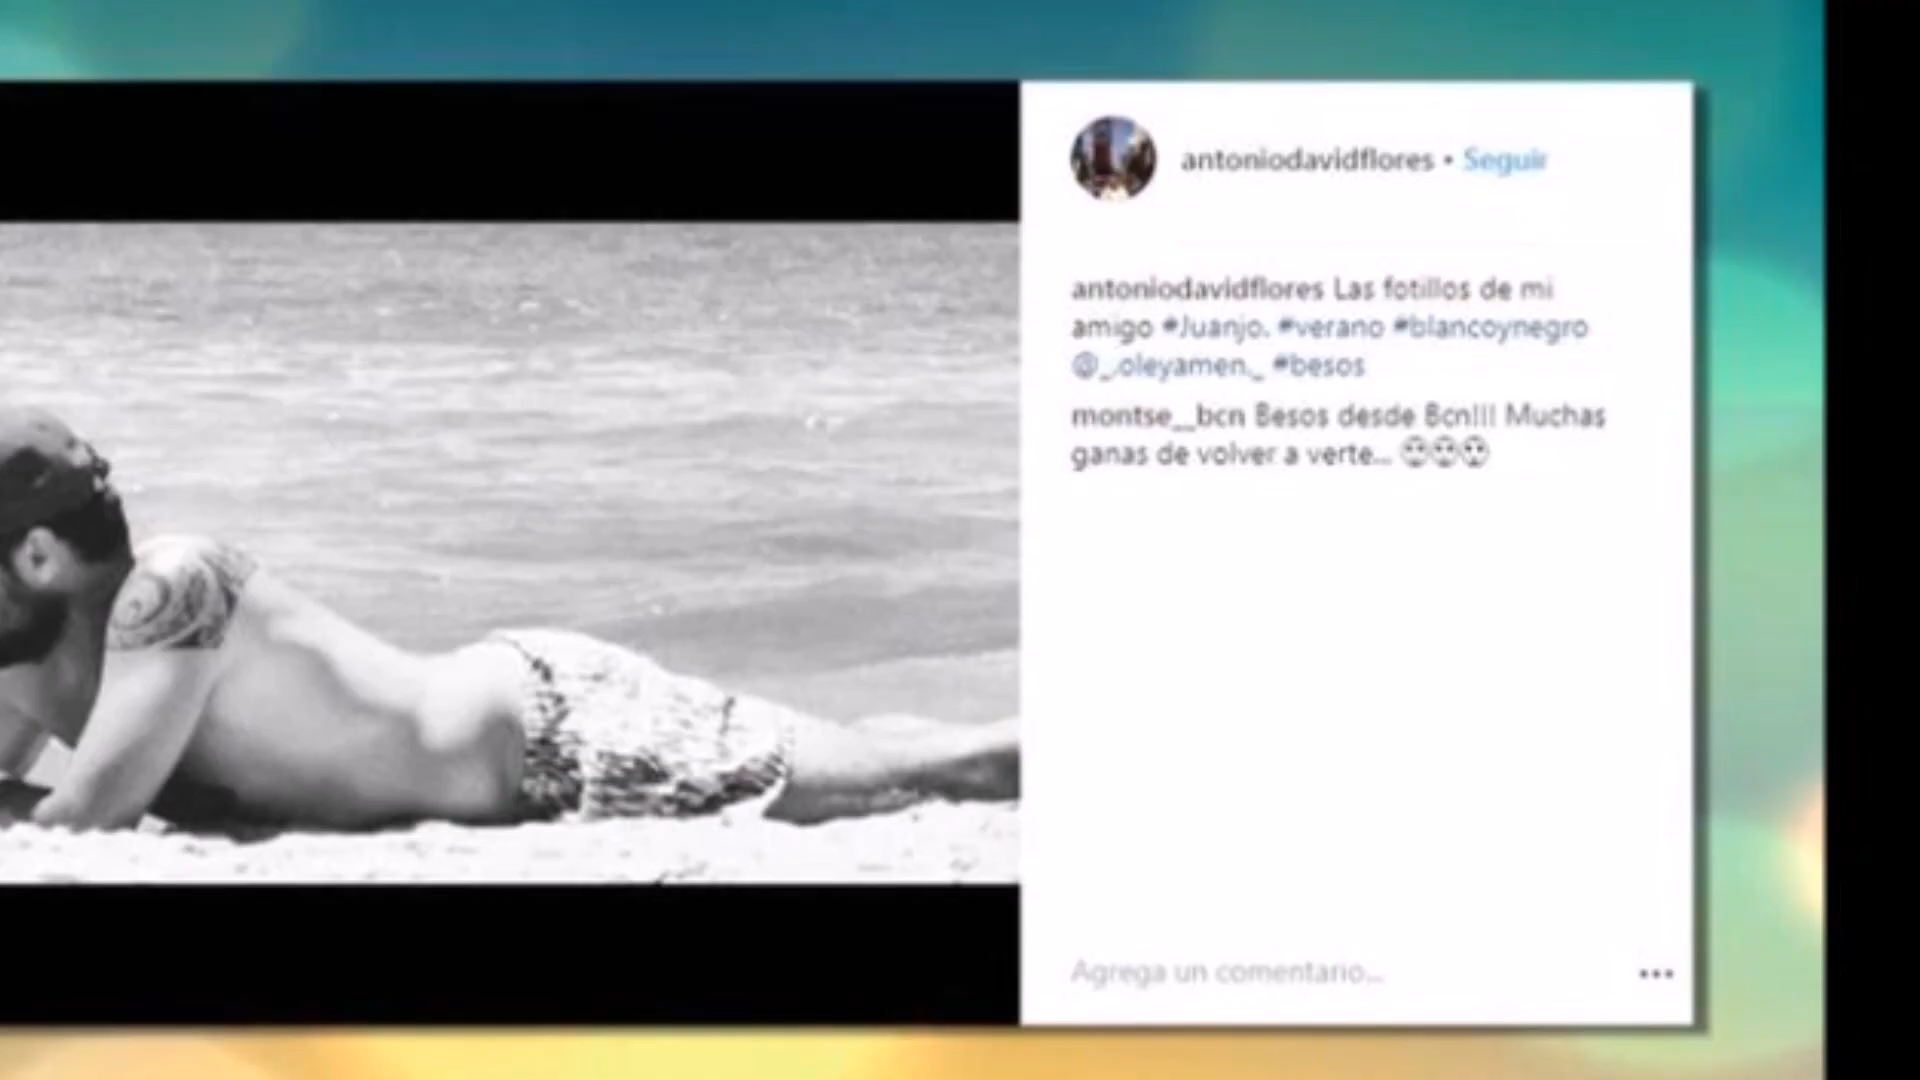 antoniodavidflores • Seguir
antoniodavidflores Las fotillos de mi
amigo #Juanjo. #verano #blancoynegro
@_.oleyamen._ #besos
montse__bcn Besos desde Bcn!!! Muchas
ganas de volver a verte...
Agrega un comentario...